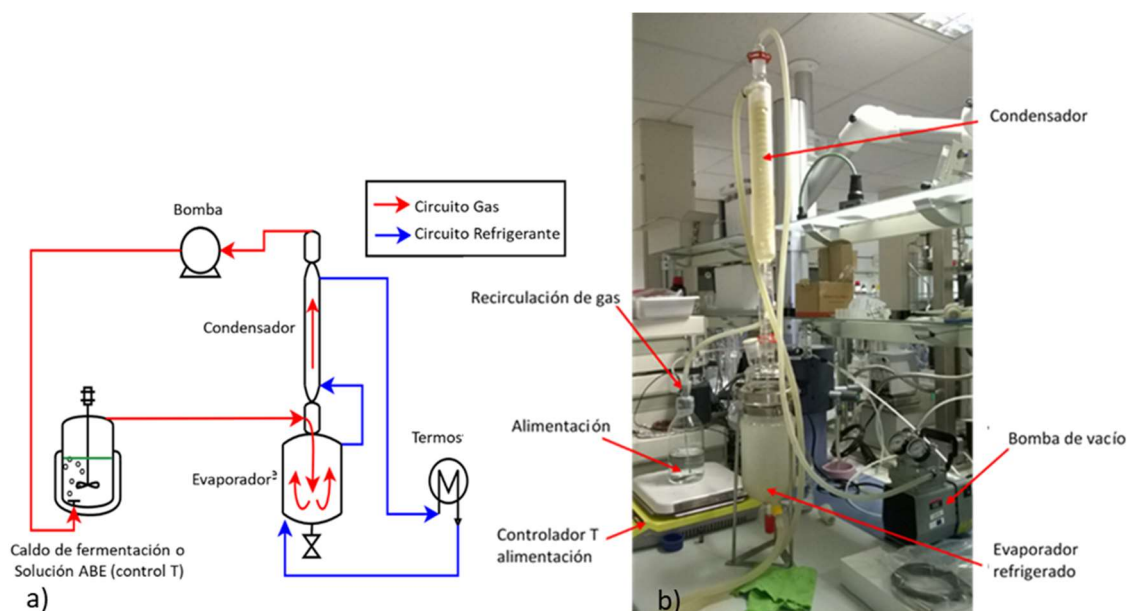 Circuito Gas
Circuito Refrigerante
Bomba
Condensador
Evaporador³
Termos
Caldo de fermentación o
Solución ABE (control T)
a)
Condensador
Recirculación de gas
Alimentación
Controlador T
alimentación
Bomba de vacío
Evaporador
refrigerado
b)